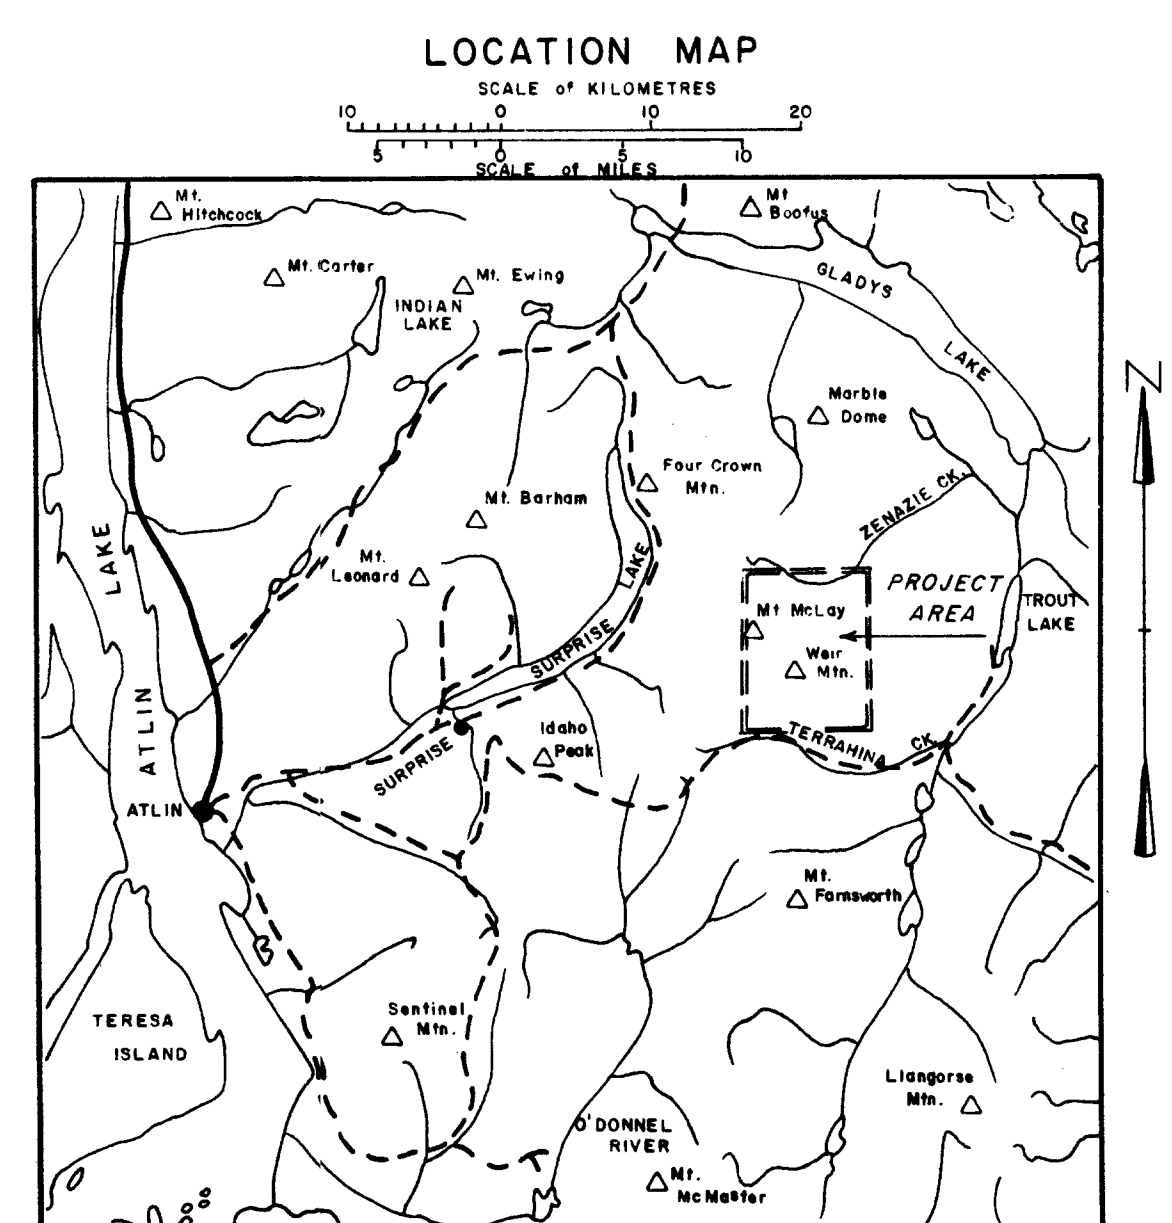 LOCATION MAP
SCALE of KILOMETRES
10 0 10 20
5 0 5 10
SCALE of MILES
Mt.
Hitchcock
Mt
Boofus
Mt. Carter
Mt. Ewing
GLADYS
LAKE
INDIAN
LAKE
N
Marble
Dome
Four Crown
Mtn.
ZENAZIE CK.
Mt. Barham
Mt.
Leonard
LAKE
ATLIN
SURPRISE
LAKE
PROJECT
AREA
TROUT
LAKE
Mt McLay
Weir
Mtn.
Idaho
Peak
TERRAHINA CK.
SURPRISE
ATLIN
Mt.
Farnsworth
TERESA
ISLAND
Sentinel
Mtn.
Llangorse
Mtn.
O'DONNEL
RIVER
Mt.
McMaster